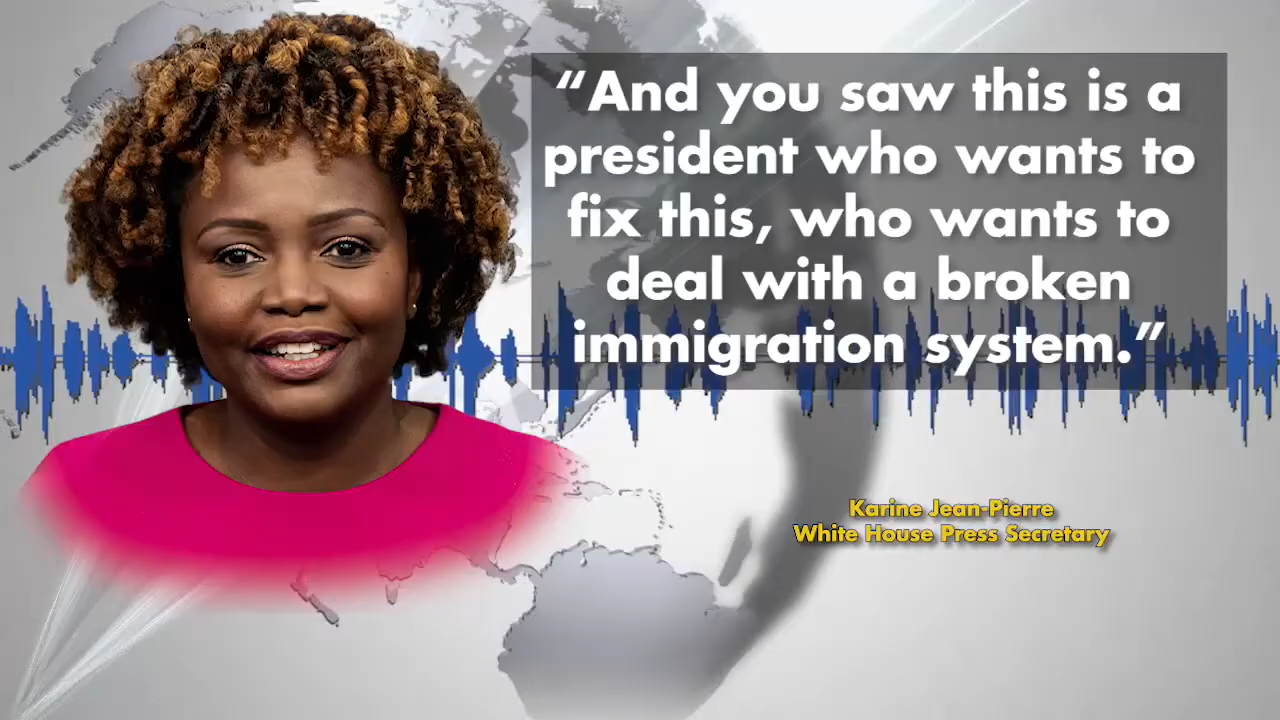 “And you saw this is a
president who wants to
fix this, who wants to
deal with a broken
immigration system.”
Karine Jean-Pierre
White House Press Secretary